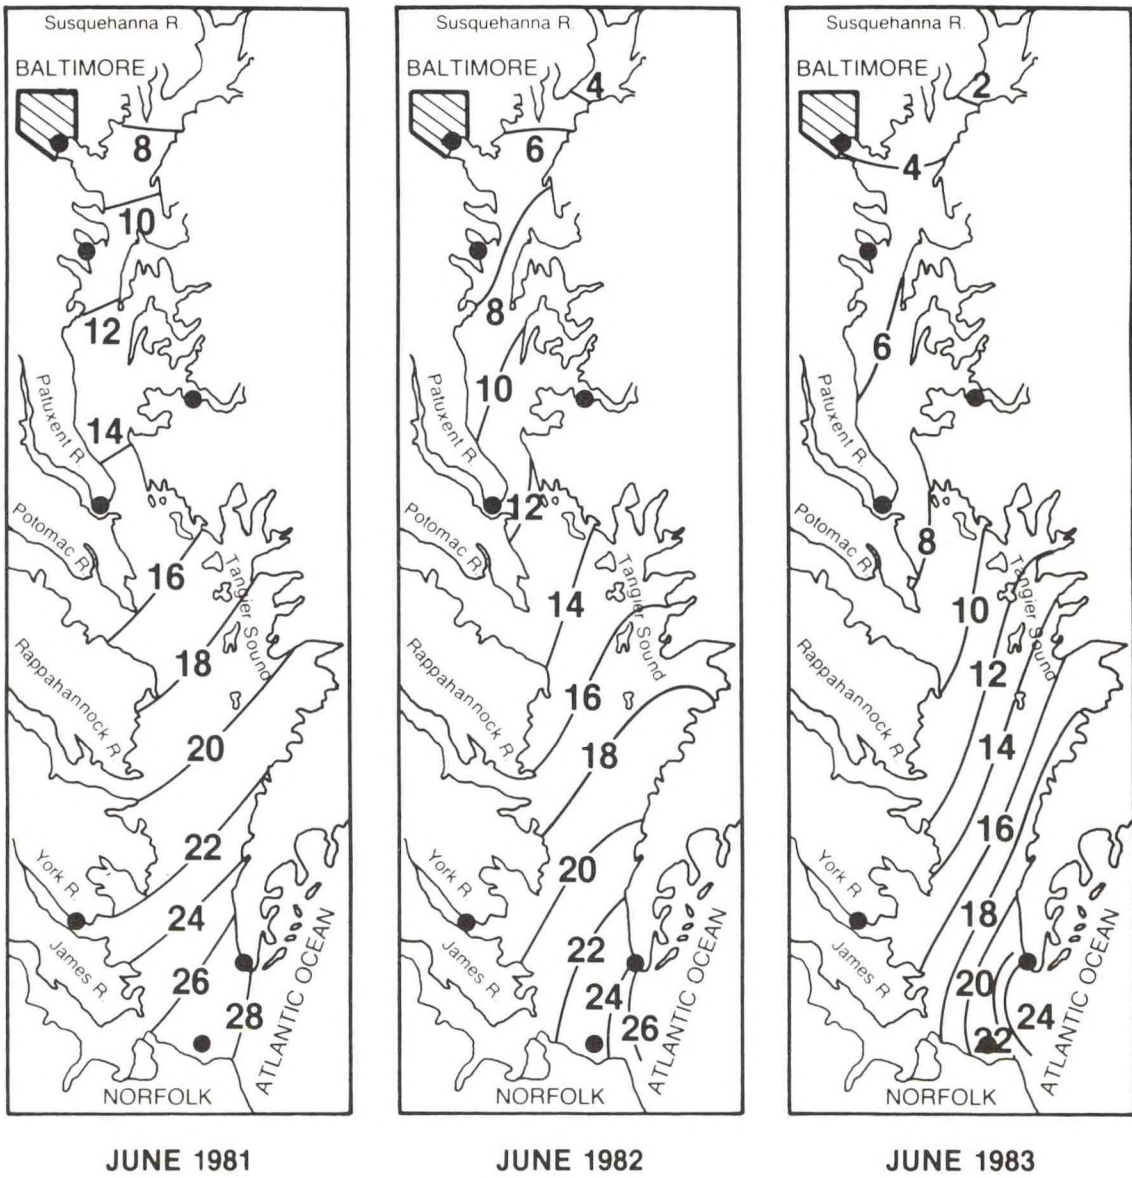 Susquehanna R.
BALTIMORE
8
10
12
14
Patuxent R.
Potomac R.
16
Tangier Sound
18
Rappahannock R.
20
22
York R.
24
James R.
26
28
ATLANTIC OCEAN
NORFOLK
JUNE 1981
Susquehanna R.
BALTIMORE
4
6
8
10
Patuxent R.
12
Potomac R.
14
Tangier Sound
16
Rappahannock R.
18
20
York R.
22
James R.
24
26
ATLANTIC OCEAN
NORFOLK
JUNE 1982
Susquehanna R.
BALTIMORE
2
4
6
Patuxent R.
8
Potomac R.
10
Tangier Sound
12
Rappahannock R.
14
16
York R.
18
James R.
20
22
24
ATLANTIC OCEAN
NORFOLK
JUNE 1983